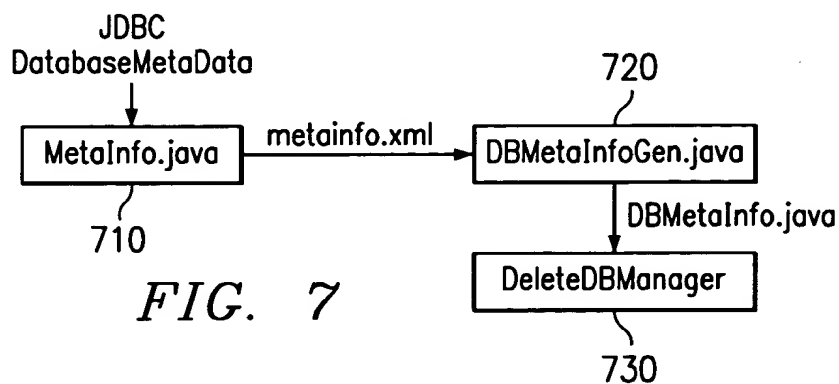 JDBC
DatabaseMetaData
720
MetaInfo.java
metainfo.xml
DBMetaInfoGen.java
710
DBMetaInfo.java
DeleteDBManager
FIG. 7
730